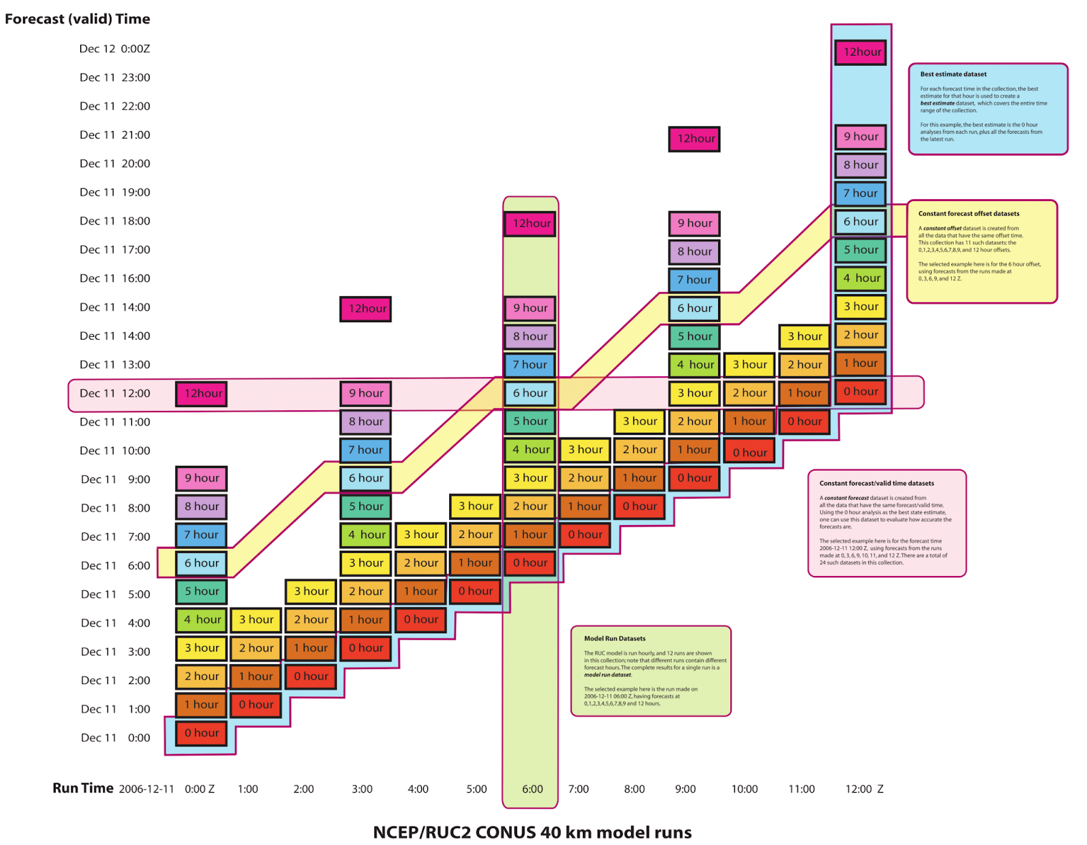 Forecast (valid) Time
Dec 12 0:00Z
12hour
Dec 11 23:00
Dec 11 22:00
Dec 11 21:00
12hour
9 hour
Dec 11 20:00
8 hour
Dec 11 19:00
7 hour
Dec 11 18:00
12hour
9 hour
6 hour
Dec 11 17:00
8 hour
5 hour
Dec 11 16:00
7 hour
4 hour
Dec 11 14:00
12hour
9 hour
6 hour
3 hour
Dec 11 14:00
8 hour
5 hour
3 hour
2 hour
Dec 11 13:00
7 hour
4 hour
3 hour
2 hour
1 hour
Dec 11 12:00
12hour
9 hour
6 hour
3 hour
2 hour
1 hour
0 hour
Dec 11 11:00
8 hour
5 hour
3 hour
2 hour
1 hour
0 hour
Dec 11 10:00
7 hour
4 hour
3 hour
2 hour
1 hour
0 hour
Dec 11 9:00
9 hour
6 hour
3 hour
2 hour
1 hour
0 hour
Dec 11 8:00
8 hour
5 hour
3 hour
2 hour
1 hour
0 hour
Dec 11 7:00
7 hour
4 hour
3 hour
2 hour
1 hour
0 hour
Dec 11 6:00
6 hour
3 hour
2 hour
1 hour
0 hour
Dec 11 5:00
5 hour
3 hour
2 hour
1 hour
0 hour
Dec 11 4:00
4 hour
3 hour
2 hour
1 hour
0 hour
Dec 11 3:00
3 hour
2 hour
1 hour
0 hour
Dec 11 2:00
2 hour
1 hour
0 hour
Dec 11 1:00
1 hour
0 hour
Dec 11 0:00
0 hour
Best estimate dataset
For each forecast time in the collection, the best
estimate for that hour is used to create a
best estimate dataset, which covers the entire time
range of the collection.
For this example, the best estimate is the 0 hour
analyses from each run, plus all the forecasts from
the latest run.
Constant forecast offset datasets
A constant offset dataset is created from
all the data that have the same offset time.
This collection has 11 such datasets: the
0,1,2,3,4,5,6,7,8,9, and 12 hour offsets.
The selected example here is for the 6 hour offset,
using forecasts from the runs made at
0, 3, 6, 9, and 12 Z.
Constant forecast/valid time datasets
A constant forecast dataset is created from
all the data that have the same forecast/valid time.
Using the 0 hour analysis as the best state estimate,
one can use this dataset to evaluate how accurate the
forecasts are.
The selected example here is for the forecast time
2006-12-11 12:00 Z, using forecasts from the runs
made at 0, 3, 6, 9, 10, 11, and 12 Z. There are a total of
24 such datasets in this collection.
Model Run Datasets
The RUC model is run hourly, and 12 runs are shown
in this collection; note that different runs contain different
forecast hours. The complete results for a single run is a
model run dataset.
The selected example here is the run made on
2006-12-11 06:00 Z, having forecasts at
0,1,2,3,4,5,6,7,8,9 and 12 hours.
Run Time 2006-12-11 0:00 Z 1:00 2:00 3:00 4:00 5:00 6:00 7:00 8:00 9:00 10:00 11:00 12:00 Z
NCEP/RUC2 CONUS 40 km model runs